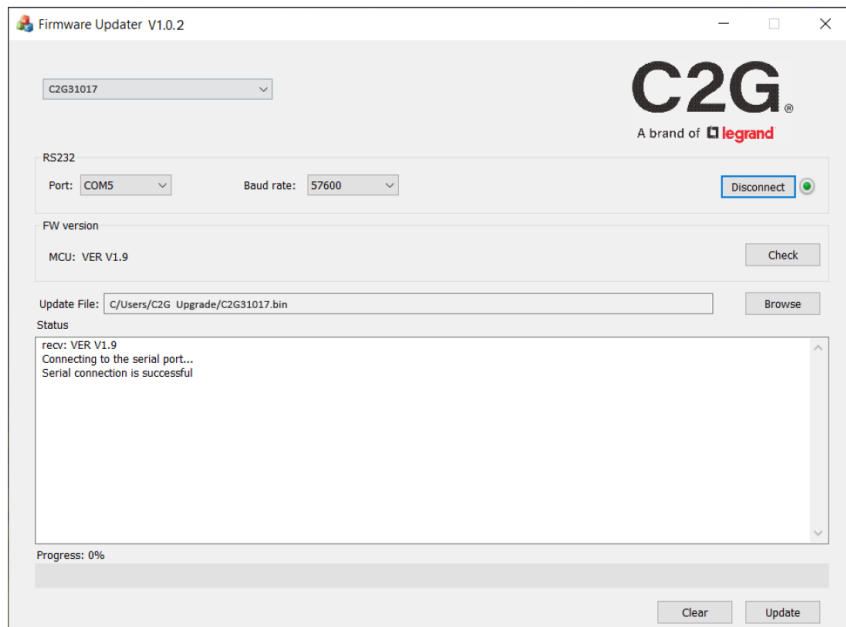 Firmware Updater V1.0.2
C2G31017
C2G®
A brand of legrand
RS232
Port: COM5 Baud rate: 57600 Disconnect
FW version
MCU: VER V1.9 Check
Update File: C/Users/C2G Upgrade/C2G31017.bin Browse
Status
recv: VER V1.9
Connecting to the serial port...
Serial connection is successful
Progress: 0%
Clear Update